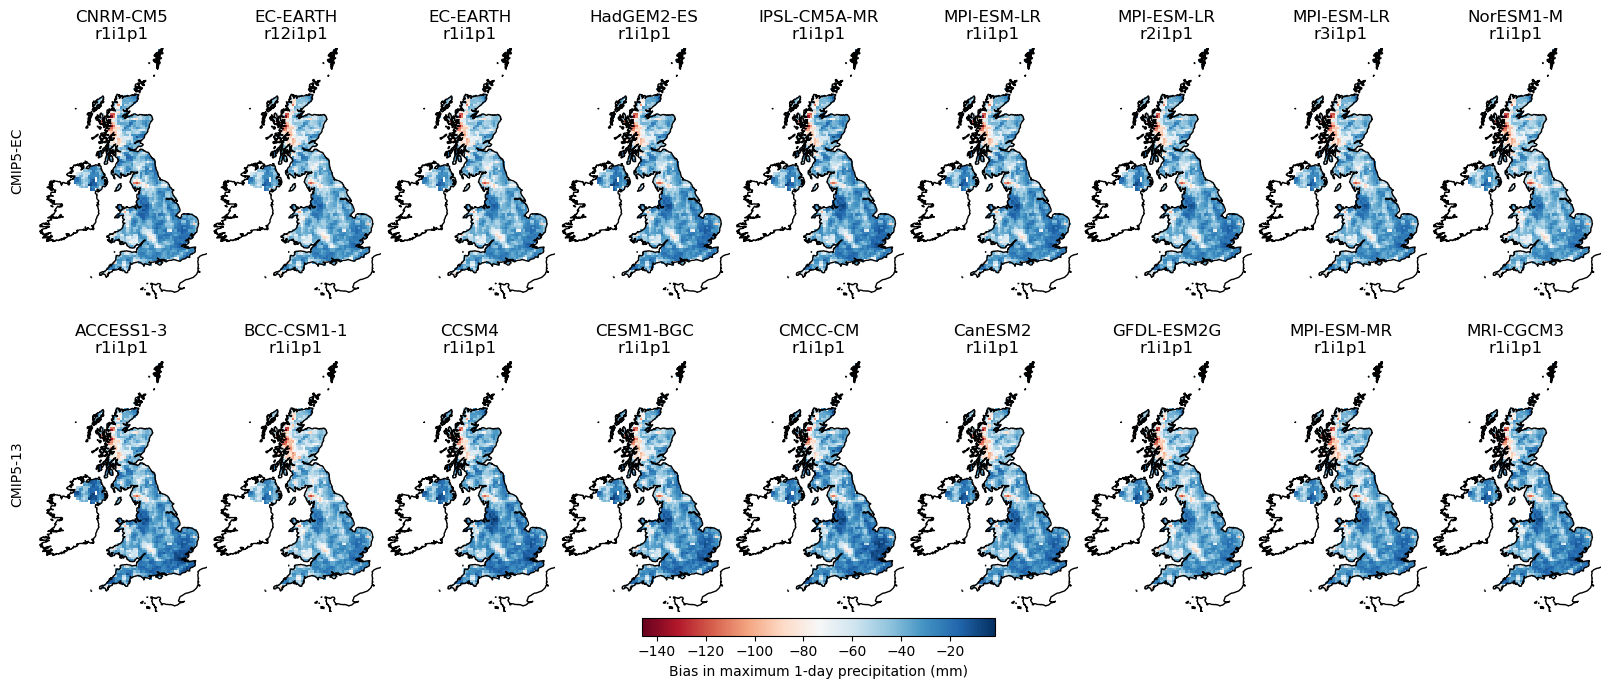 CNRM-CM5
r1i1p1
EC-EARTH
r12i1p1
EC-EARTH
r1i1p1
HadGEM2-ES
r1i1p1
IPSL-CM5A-MR
r1i1p1
MPI-ESM-LR
r1i1p1
MPI-ESM-LR
r2i1p1
MPI-ESM-LR
r3i1p1
NorESM1-M
r1i1p1
CMIP5-EC
ACCESS1-3
r1i1p1
BCC-CSM1-1
r1i1p1
CCSM4
r1i1p1
CESM1-BGC
r1i1p1
CMCC-CM
r1i1p1
CanESM2
r1i1p1
GFDL-ESM2G
r1i1p1
MPI-ESM-MR
r1i1p1
MRI-CGCM3
r1i1p1
CMIP5-13
−140 −120 −100 −80 −60 −40 −20
Bias in maximum 1-day precipitation (mm)